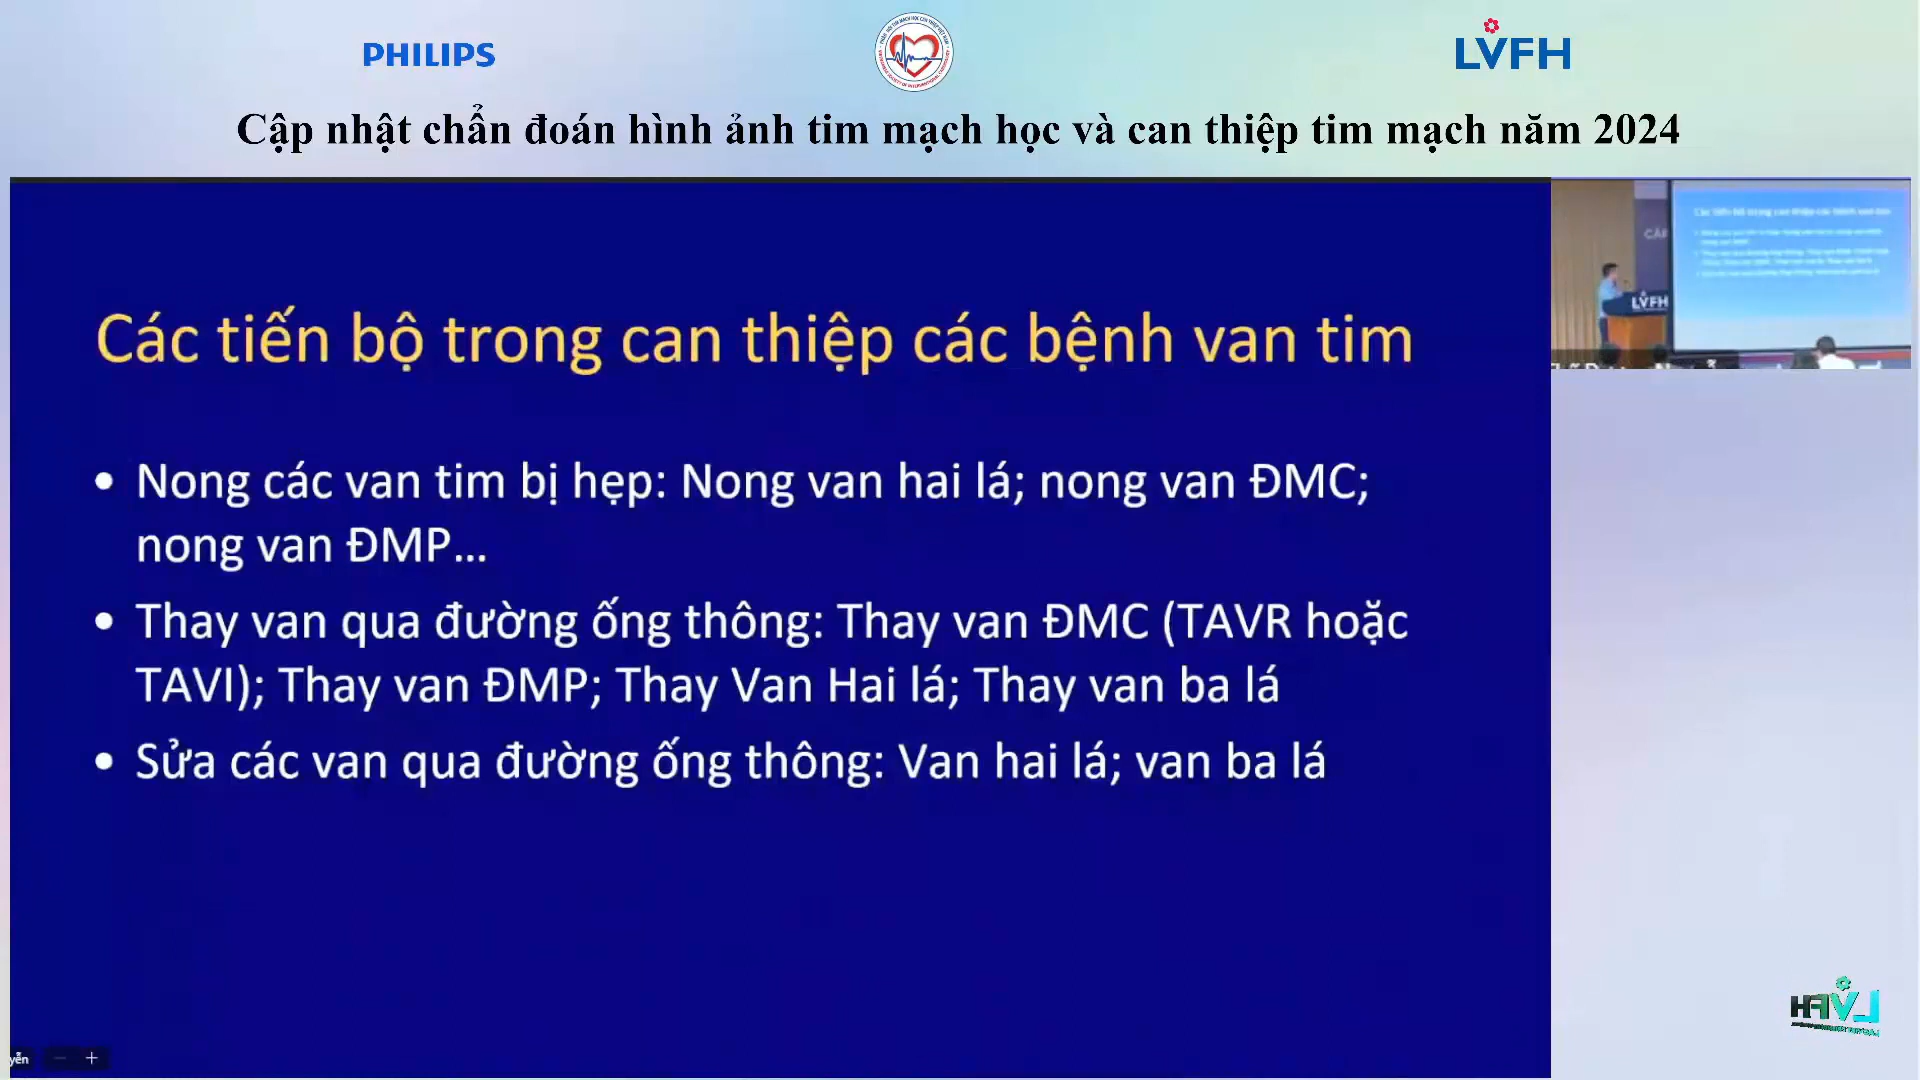 PHILIPS
LVFH
Cập nhật chẩn đoán hình ảnh tim mạch học và can thiệp tim mạch năm 2024
Các tiến bộ trong can thiệp các bệnh van tim
• Nong các van tim bị hẹp: Nong van hai lá; nong van ĐMC;
nong van ĐMP...
• Thay van qua đường ống thông: Thay van ĐMC (TAVR hoặc
TAVI); Thay van ĐMP; Thay Van Hai lá; Thay van ba lá
• Sửa các van qua đường ống thông: Van hai lá; van ba lá
LVFH
LVFH